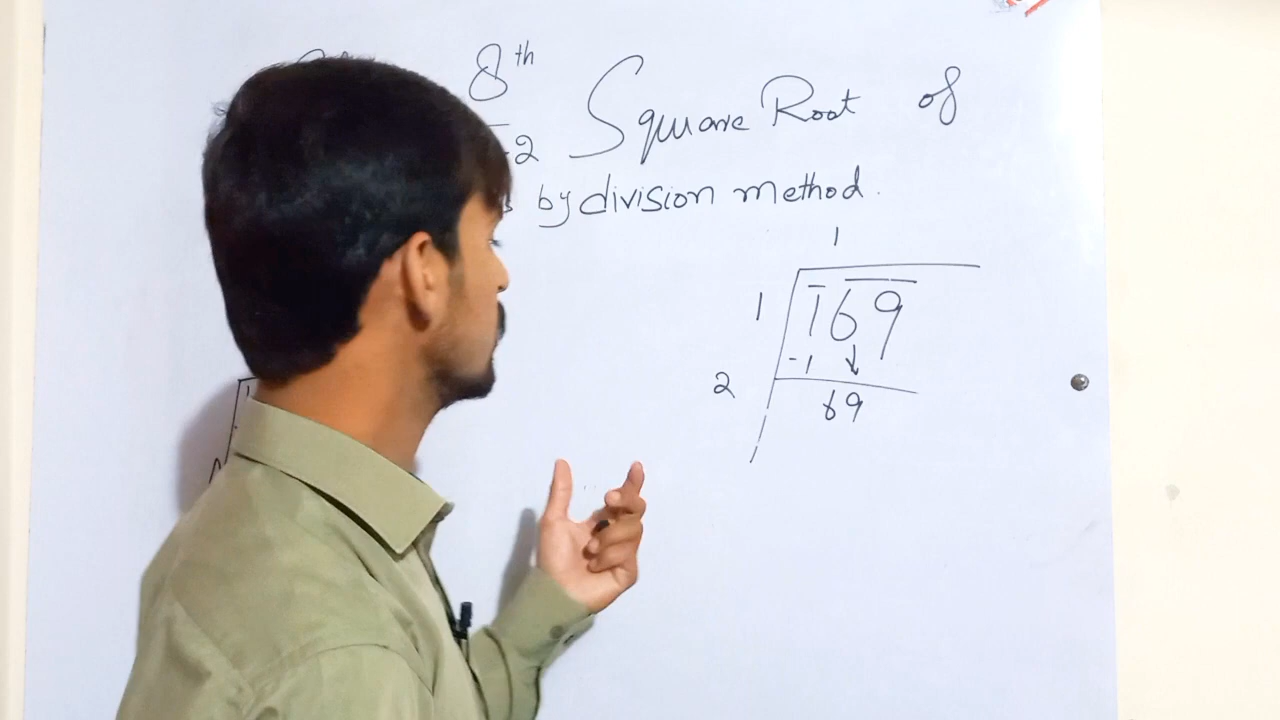 8th
-2 Square Root of
by division method.
1
1 169
-1 ↓
2 69